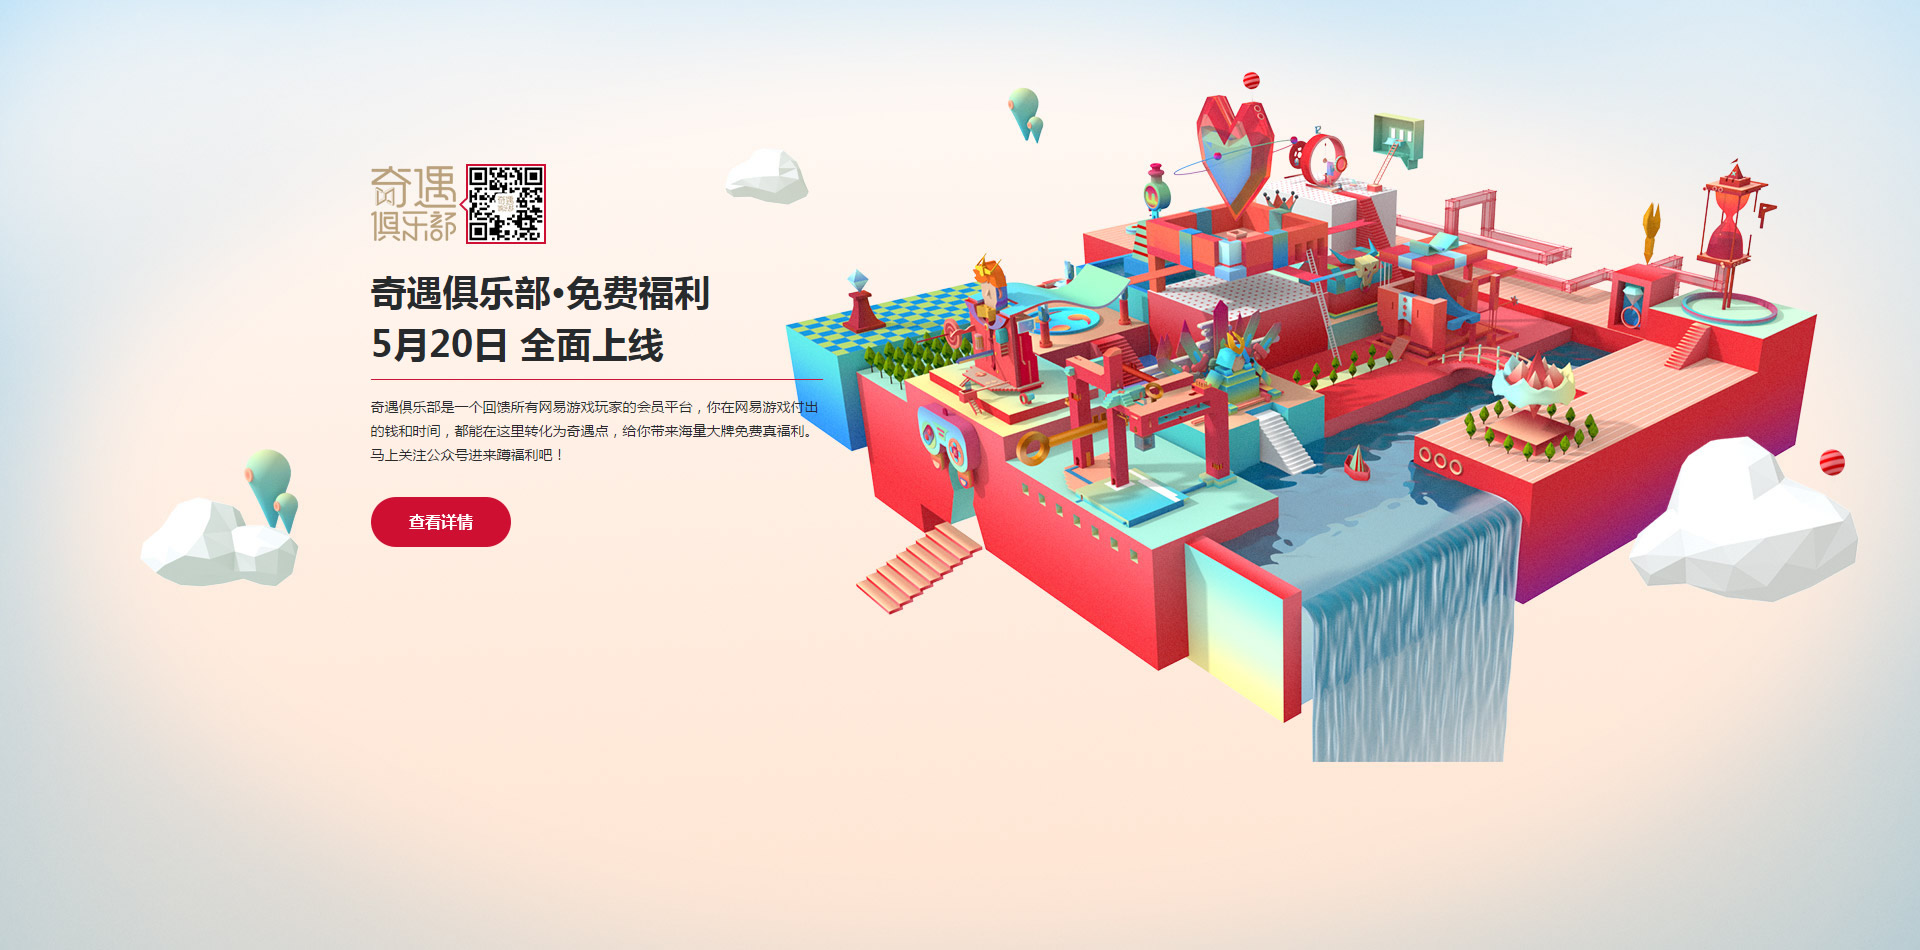 奇遇
俱乐部
奇遇俱乐部•免费福利
5月20日 全面上线
奇遇俱乐部是一个回馈所有网易游戏玩家的会员平台，你在网易游戏付出
的钱和时间，都能在这里转化为奇遇点，给你带来海量大牌免费真福利。
马上关注公众号进来蹲福利吧！
查看详情